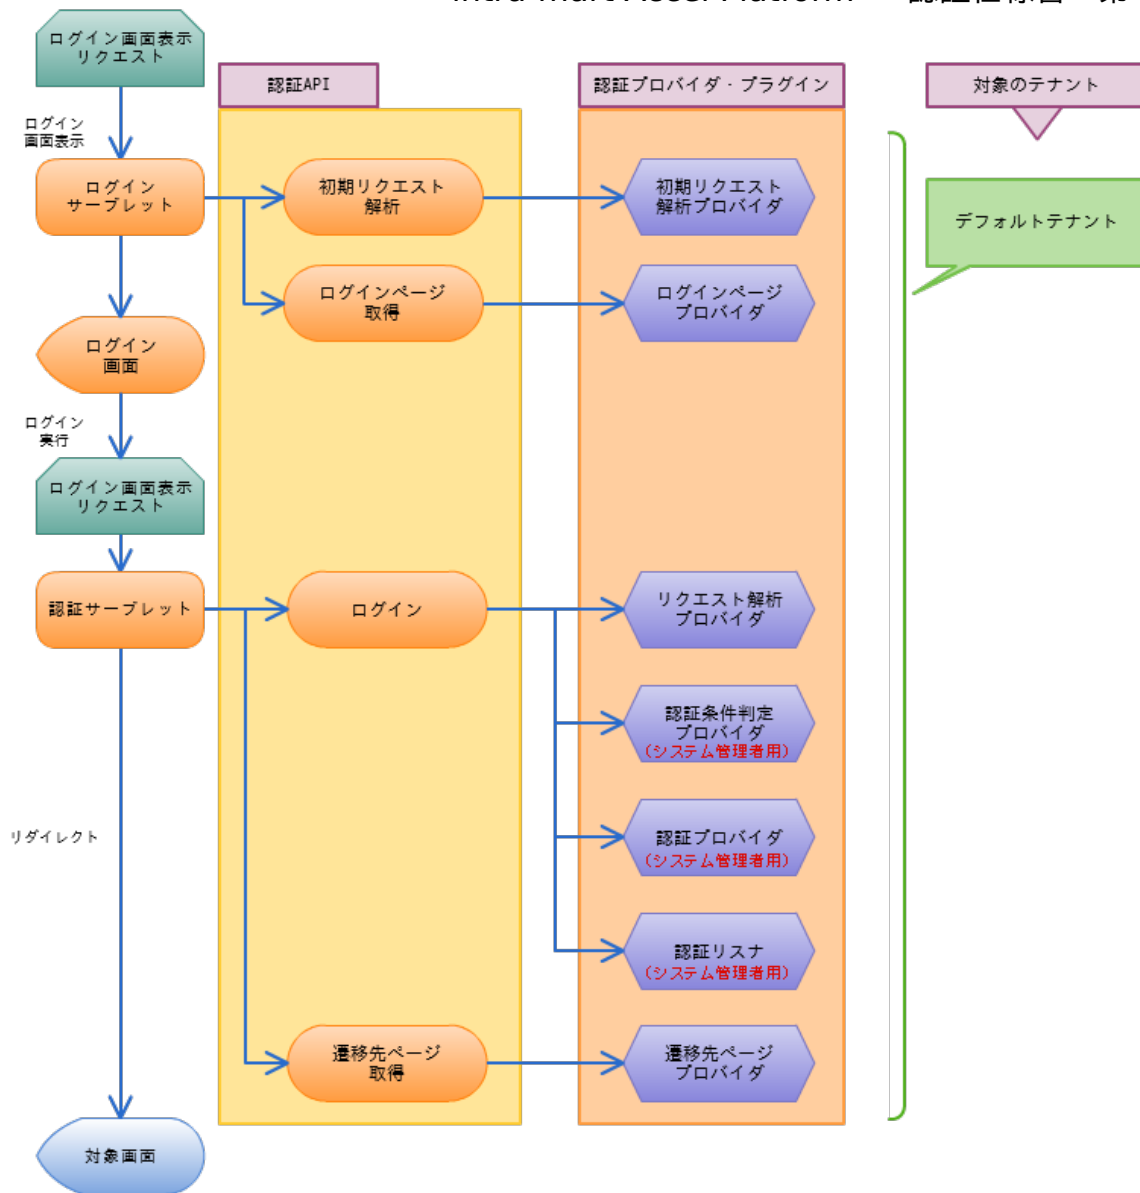 ログイン画面表示
リクエスト
認証API
認証プロバイダ・プラグイン
対象のテナント
ログイン
画面表示
ログイン
サーブレット
初期リクエスト
解析
初期リクエスト
解析プロバイダ
デフォルトテナント
ログインページ
取得
ログインページ
プロバイダ
ログイン
画面
ログイン
実行
ログイン画面表示
リクエスト
認証サーブレット
ログイン
リクエスト解析
プロバイダ
認証条件判定
プロバイダ
(システム管理者用)
リダイレクト
認証プロバイダ
(システム管理者用)
認証リスナ
(システム管理者用)
遷移先ページ
取得
遷移先ページ
プロバイダ
対象画面